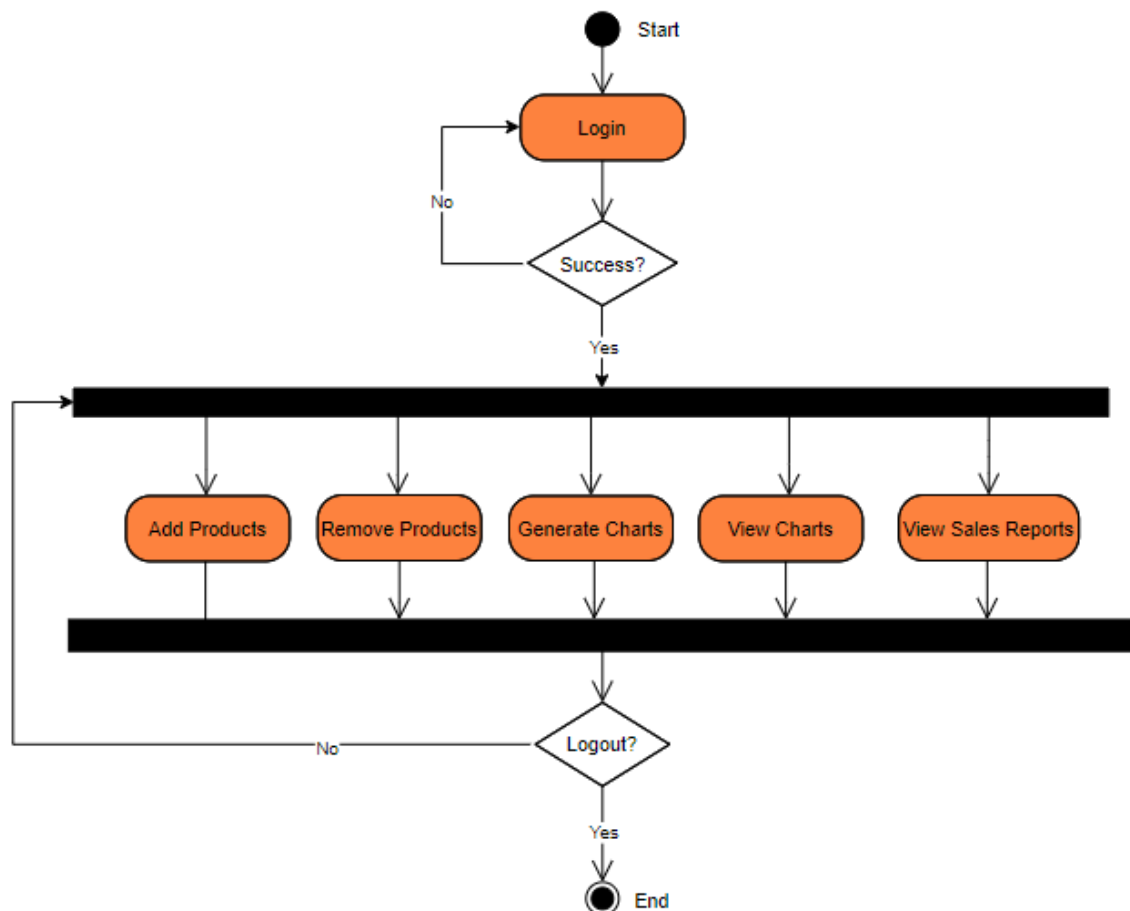 Start
Login
No
Success?
Yes
Add Products
Remove Products
Generate Charts
View Charts
View Sales Reports
Logout?
No
Yes
End